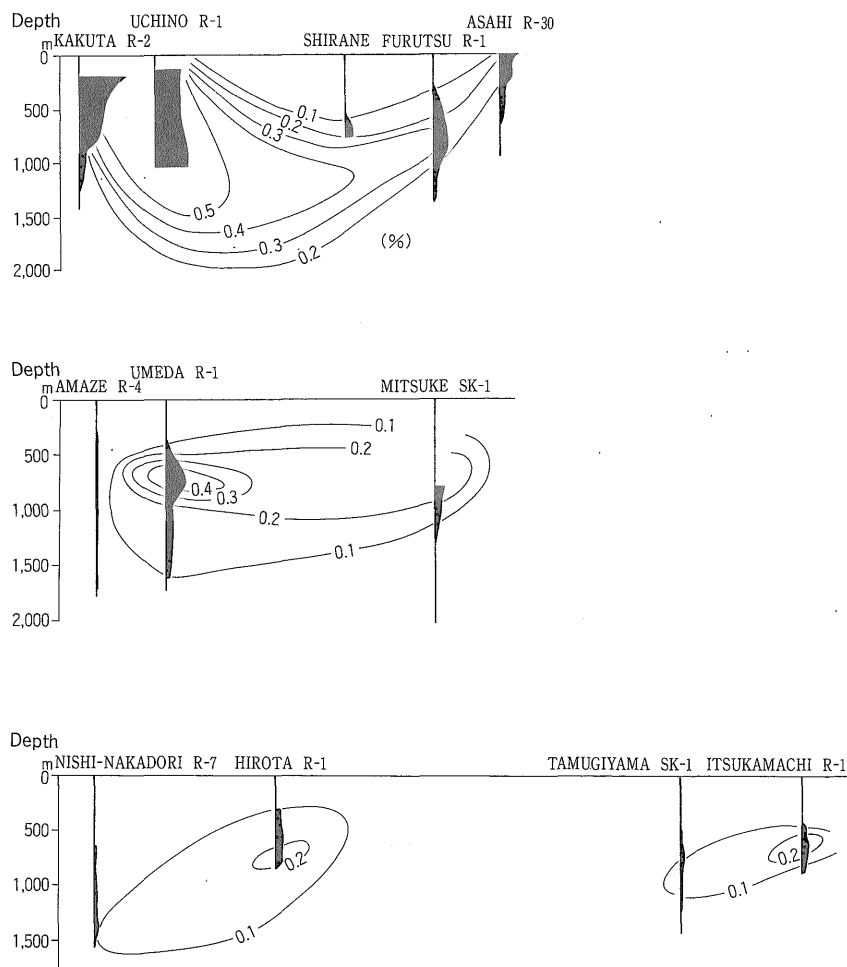 Depth
UCHINO R-1
ASAHI R-30
m KAKUTA R-2
SHIRANE FURUTSU R-1
0
500
1,000
1,500
2,000
0.1
0.2
0.3
0.5
0.4
0.3
0.2
(%)
Depth
UMEDA R-1
m AMAZE R-4
MITSUKE SK-1
0
500
1,000
1,500
2,000
0.1
0.2
0.4
0.3
0.2
0.1
Depth
m NISHI-NAKADORI R-7 HIROTA R-1
TAMUGIYAMA SK-1 ITSUKAMACHI R-1
0
500
1,000
1,500
0.2
0.1
0.2
0.1